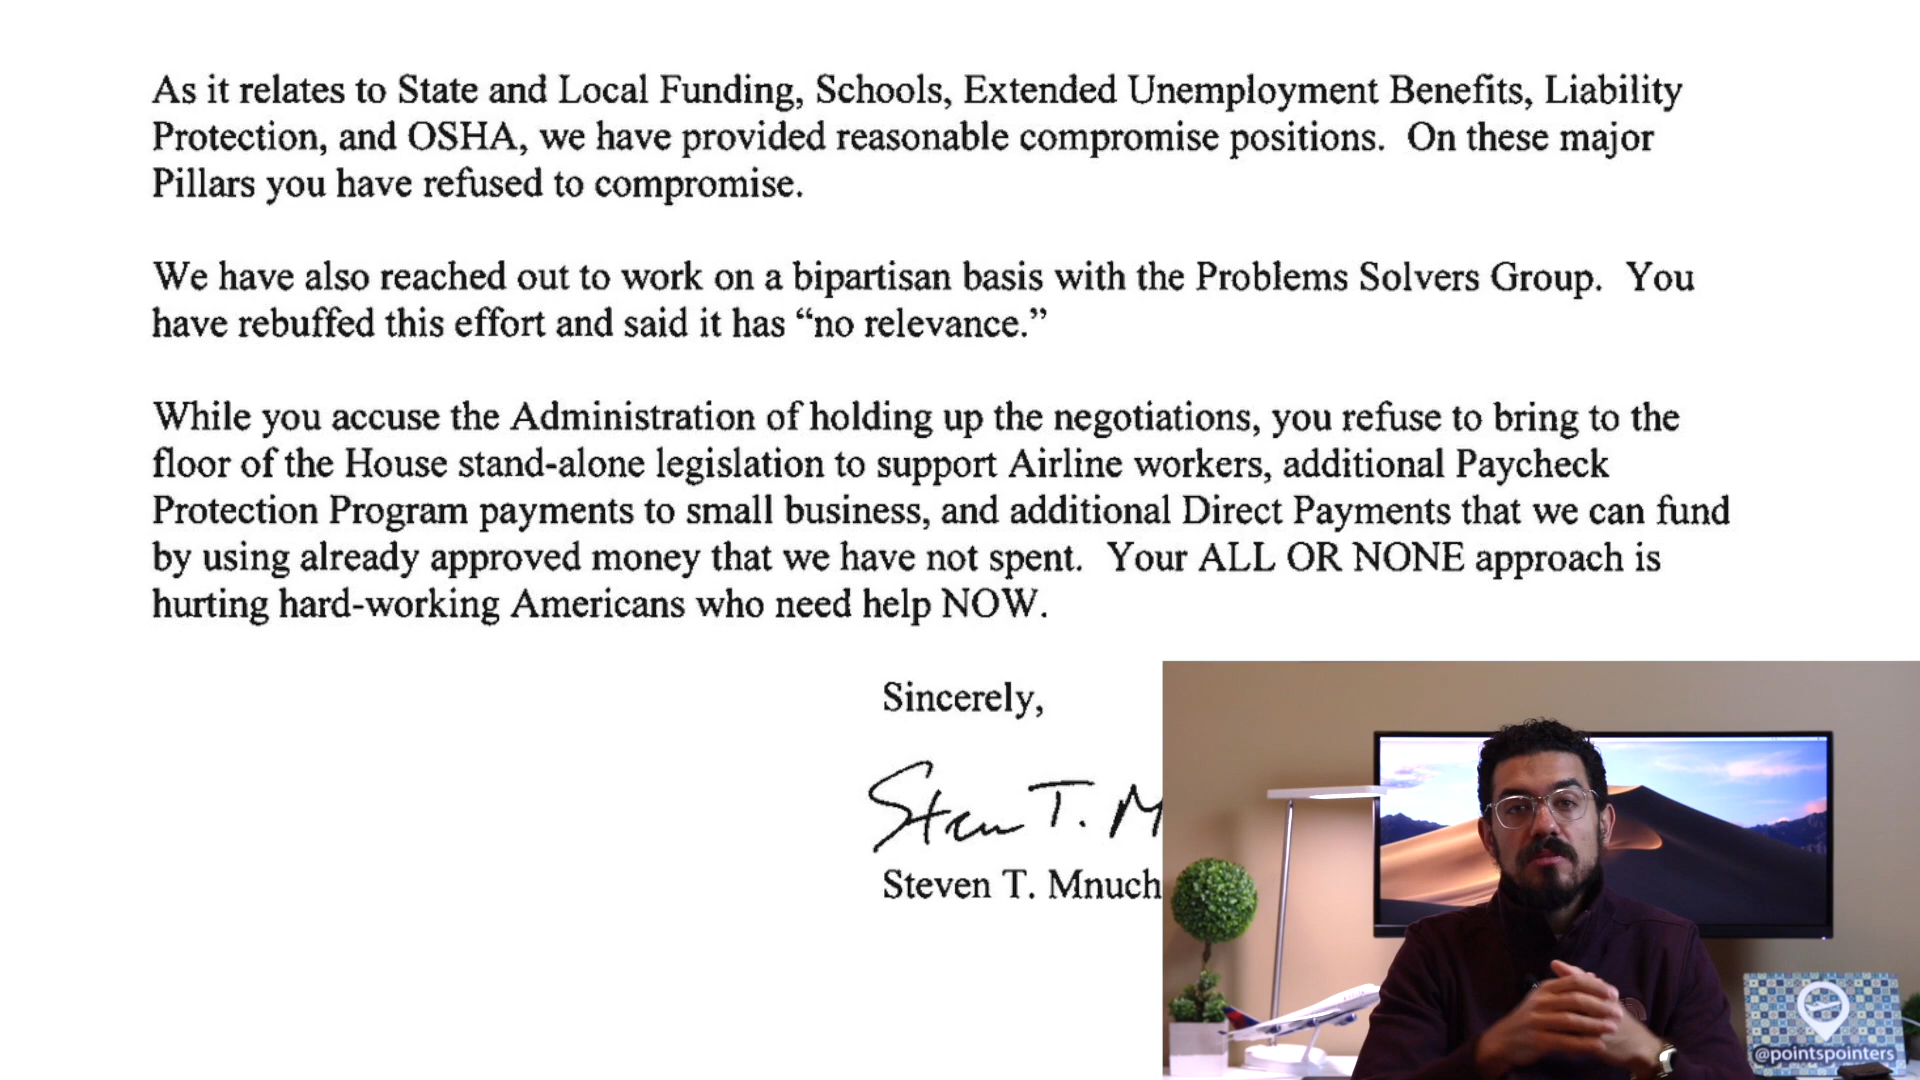 As it relates to State and Local Funding, Schools, Extended Unemployment Benefits, Liability
Protection, and OSHA, we have provided reasonable compromise positions.  On these major
Pillars you have refused to compromise.
We have also reached out to work on a bipartisan basis with the Problems Solvers Group.  You
have rebuffed this effort and said it has “no relevance.”
While you accuse the Administration of holding up the negotiations, you refuse to bring to the
floor of the House stand-alone legislation to support Airline workers, additional Paycheck
Protection Program payments to small business, and additional Direct Payments that we can fund
by using already approved money that we have not spent.  Your ALL OR NONE approach is
hurting hard-working Americans who need help NOW.
Sincerely,
Steven T. M
Steven T. Mnuch
@pointspointers